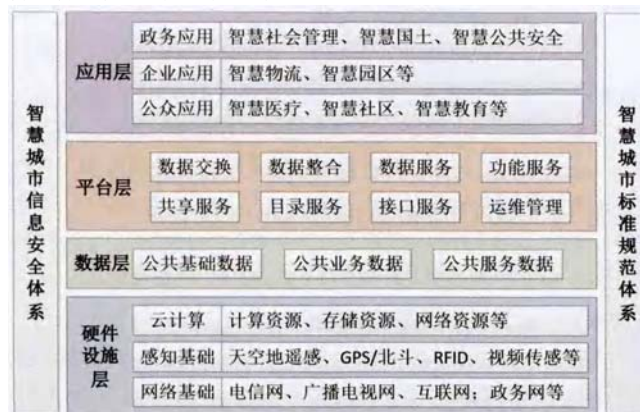 智慧城市信息安全体系
应用层
政务应用 智慧社会管理、智慧国土、智慧公共安全
企业应用 智慧物流、智慧园区等
公众应用 智慧医疗、智慧社区、智慧教育等
平台层
数据交换 数据整合 数据服务 功能服务
共享服务 目录服务 接口服务 运维管理
数据层
公共基础数据 公共业务数据 公共服务数据
硬件
设施
层
云计算 计算资源、存储资源、网络资源等
感知基础 天空地遥感、GPS/北斗、RFID、视频传感等
网络基础 电信网、广播电视网、互联网；政务网等
智慧城市标准规范体系